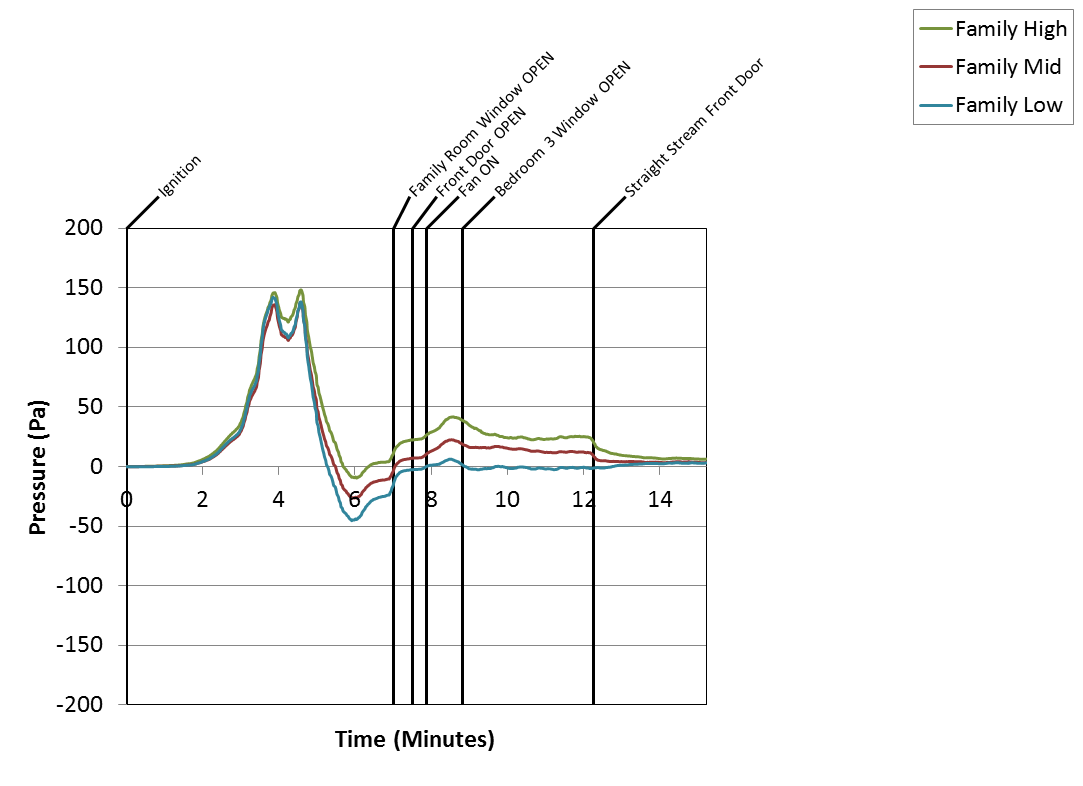 Family High
Family Mid
Family Low
Ignition
Family Room Window OPEN
Front Door OPEN
Fan ON
Bedroom 3 Window OPEN
Straight Stream Front Door
200
150
100
50
0
-50
-100
-150
-200
Pressure (Pa)
0 2 4 6 8 10 12 14
Time (Minutes)